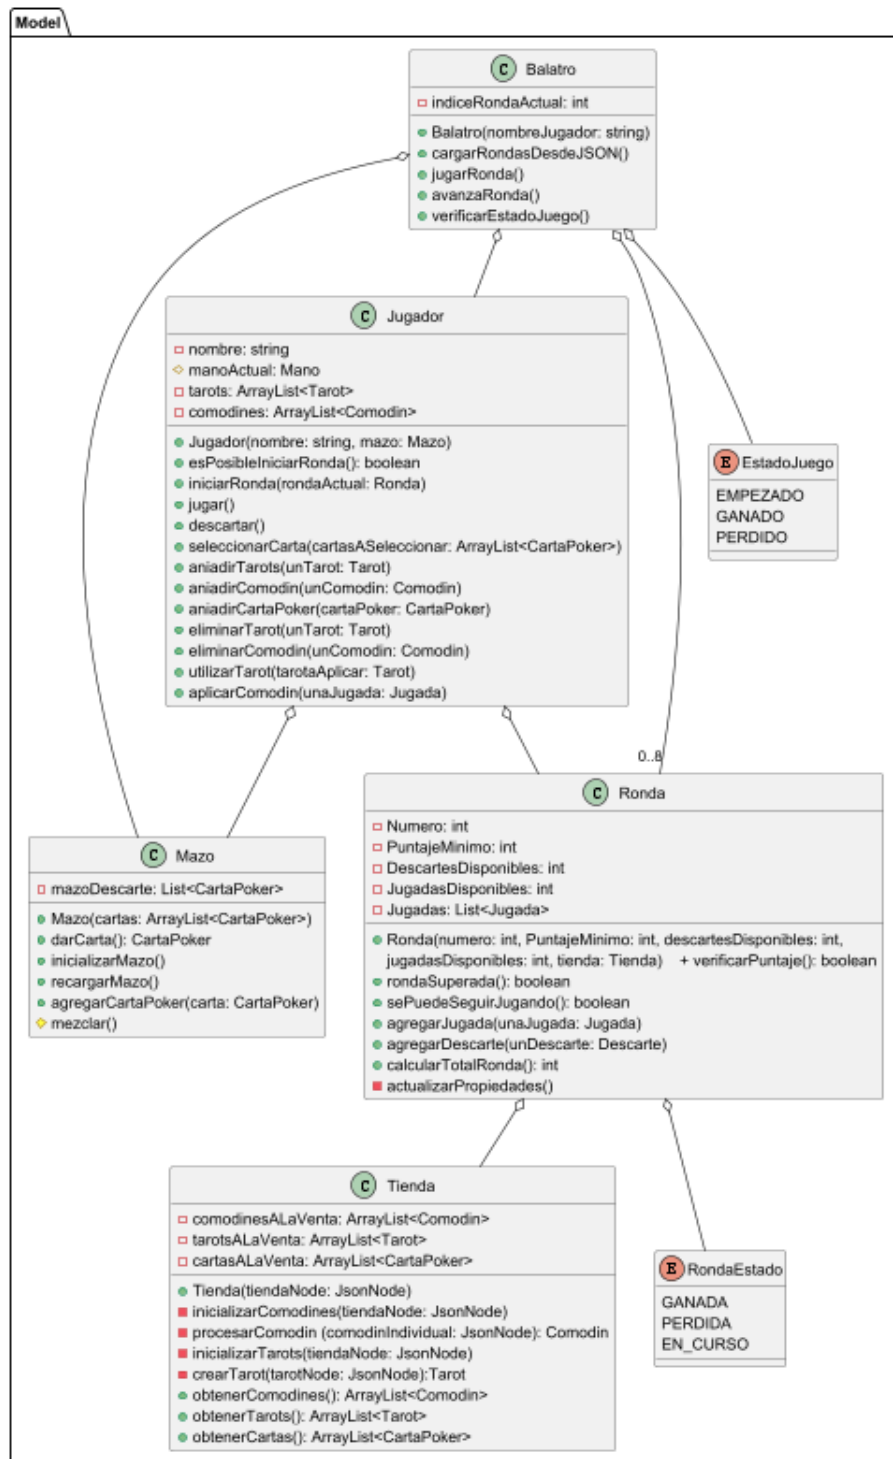 Model
C Balatro
indiceRondaActual: int
Balatro(nombreJugador: string)
cargarRondasDesdeJSON()
jugarRonda()
avanzaRonda()
verificarEstadoJuego()
C Jugador
nombre: string
manoActual: Mano
tarots: ArrayList<Tarot>
comodines: ArrayList<Comodin>
Jugador(nombre: string, mazo: Mazo)
esPosibleIniciarRonda(): boolean
iniciarRonda(rondaActual: Ronda)
jugar()
descartar()
seleccionarCarta(cartasASeleccionar: ArrayList<CartaPoker>)
aniadirTarots(unTarot: Tarot)
aniadirComodin(unComodin: Comodin)
aniadirCartaPoker(cartaPoker: CartaPoker)
eliminarTarot(unTarot: Tarot)
eliminarComodin(unComodin: Comodin)
utilizarTarot(tarotaAplicar: Tarot)
aplicarComodin(unaJugada: Jugada)
E EstadoJuego
EMPEZADO
GANADO
PERDIDO
0..8
C Mazo
mazoDescarte: List<CartaPoker>
Mazo(cartas: ArrayList<CartaPoker>)
darCarta(): CartaPoker
inicializarMazo()
recargarMazo()
agregarCartaPoker(carta: CartaPoker)
mezclar()
C Ronda
Numero: int
PuntajeMinimo: int
DescartesDisponibles: int
JugadasDisponibles: int
Jugadas: List<Jugada>
Ronda(numero: int, PuntajeMinimo: int, descartesDisponibles: int,
jugadasDisponibles: int, tienda: Tienda) + verificarPuntaje(): boolean
rondaSuperada(): boolean
sePuedeSeguirJugando(): boolean
agregarJugada(unaJugada: Jugada)
agregarDescarte(unDescarte: Descarte)
calcularTotalRonda(): int
actualizarPropiedades()
C Tienda
comodinesALaVenta: ArrayList<Comodin>
tarotsALaVenta: ArrayList<Tarot>
cartasALaVenta: ArrayList<CartaPoker>
Tienda(tiendaNode: JsonNode)
inicializarComodines(tiendaNode: JsonNode)
procesarComodin (comodinIndividual: JsonNode): Comodin
inicializarTarots(tiendaNode: JsonNode)
crearTarot(tarotNode: JsonNode):Tarot
obtenerComodines(): ArrayList<Comodin>
obtenerTarots(): ArrayList<Tarot>
obtenerCartas(): ArrayList<CartaPoker>
E RondaEstado
GANADA
PERDIDA
EN_CURSO